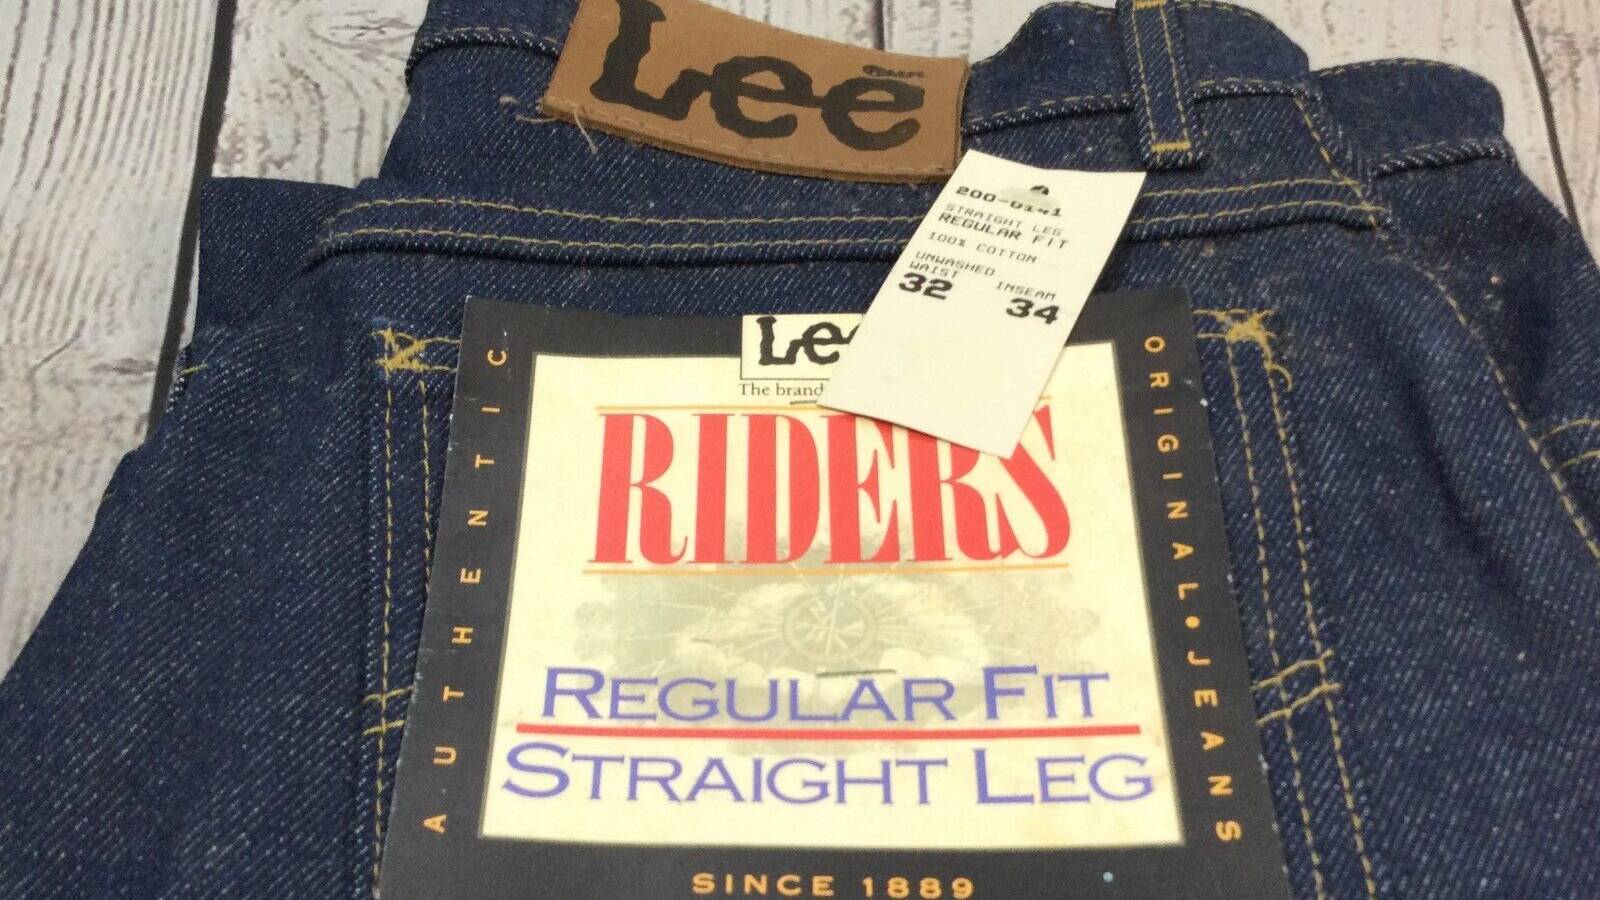 Lee
200-0141
STRAIGHT LEG
REGULAR FIT
100% COTTON
UNWASHED
WAIST INSEAM
32 34
Lee
The brand
RIDERS
REGULAR FIT
STRAIGHT LEG
AUTHENTIC
ORIGINAL • JEANS
SINCE 1889